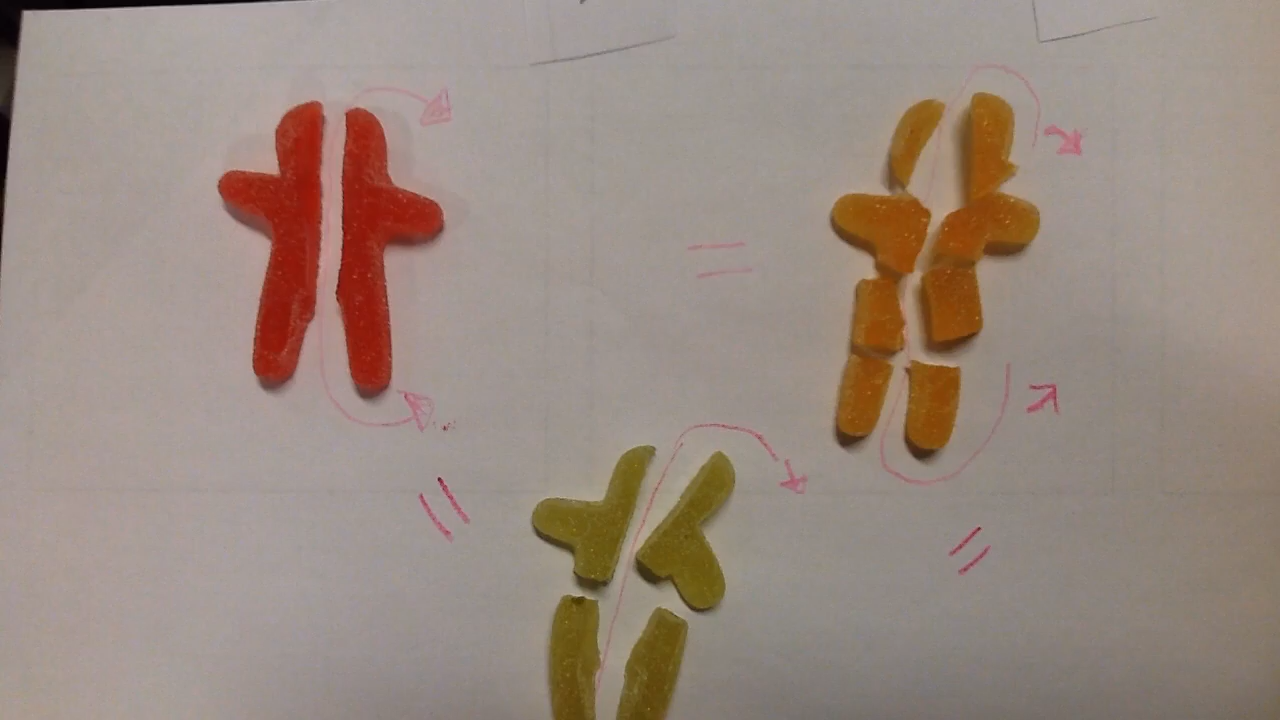 =
=
=